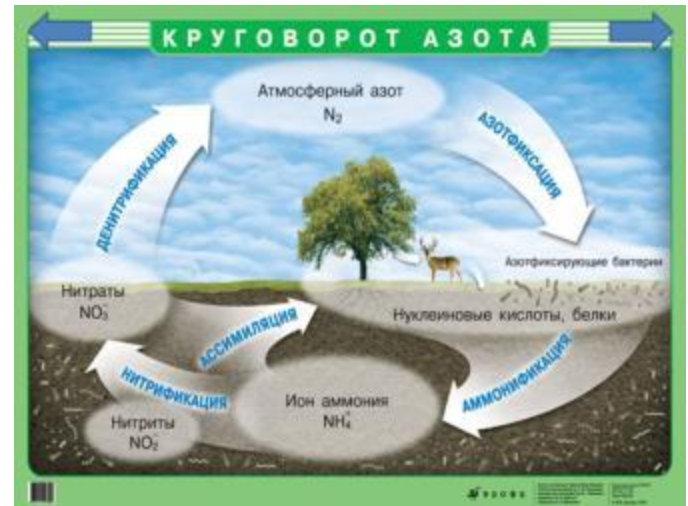 КРУГОВОРОТ АЗОТА
Атмосферный азот
N₂
АЗОТФИКСАЦИЯ
ДЕНИТРИФИКАЦИЯ
Азотфиксирующие бактерии
Нитраты
NO₃⁻
Нуклеиновые кислоты, белки
АССИМИЛЯЦИЯ
АММОНИФИКАЦИЯ
НИТРИФИКАЦИЯ
Ион аммония
NH₄⁺
Нитриты
NO₂⁻
ДРОФА